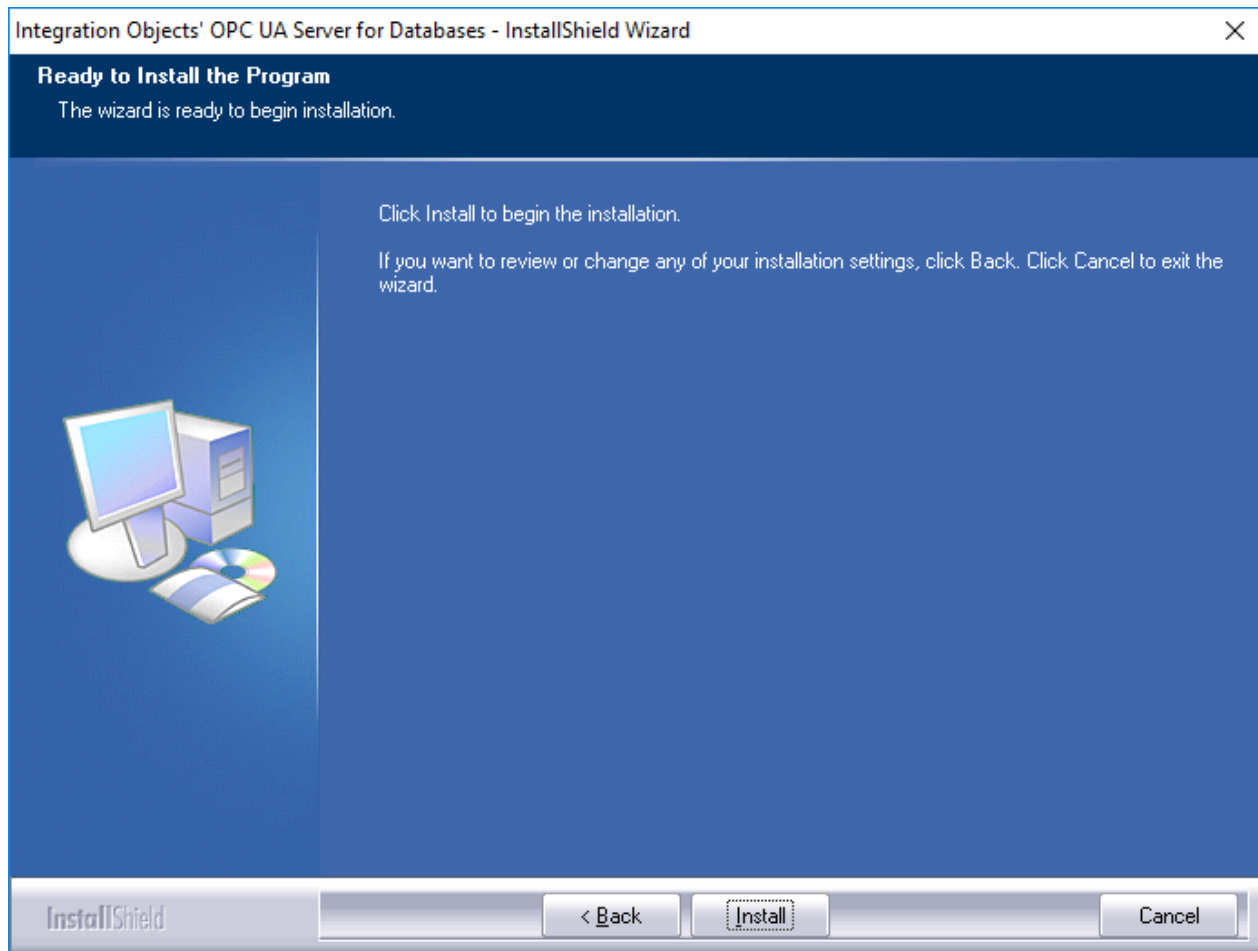 Integration Objects' OPC UA Server for Databases - InstallShield Wizard
Ready to Install the Program
The wizard is ready to begin installation.
Click Install to begin the installation.
If you want to review or change any of your installation settings, click Back. Click Cancel to exit the
wizard.
InstallShield
< Back
Install
Cancel